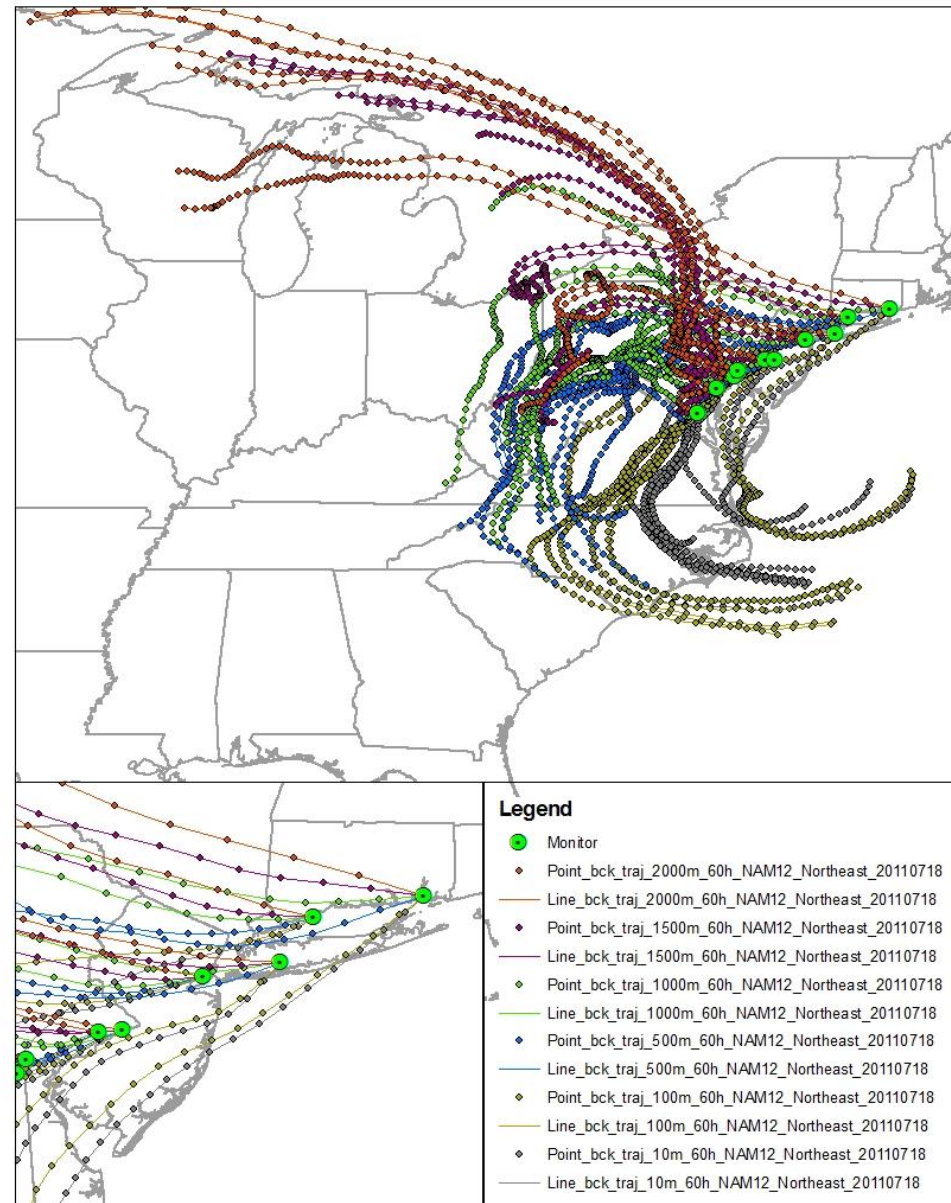 Legend
Monitor
Point_bck_traj_2000m_60h_NAM12_Northeast_20110718
Line_bck_traj_2000m_60h_NAM12_Northeast_20110718
Point_bck_traj_1500m_60h_NAM12_Northeast_20110718
Line_bck_traj_1500m_60h_NAM12_Northeast_20110718
Point_bck_traj_1000m_60h_NAM12_Northeast_20110718
Line_bck_traj_1000m_60h_NAM12_Northeast_20110718
Point_bck_traj_500m_60h_NAM12_Northeast_20110718
Line_bck_traj_500m_60h_NAM12_Northeast_20110718
Point_bck_traj_100m_60h_NAM12_Northeast_20110718
Line_bck_traj_100m_60h_NAM12_Northeast_20110718
Point_bck_traj_10m_60h_NAM12_Northeast_20110718
Line_bck_traj_10m_60h_NAM12_Northeast_20110718